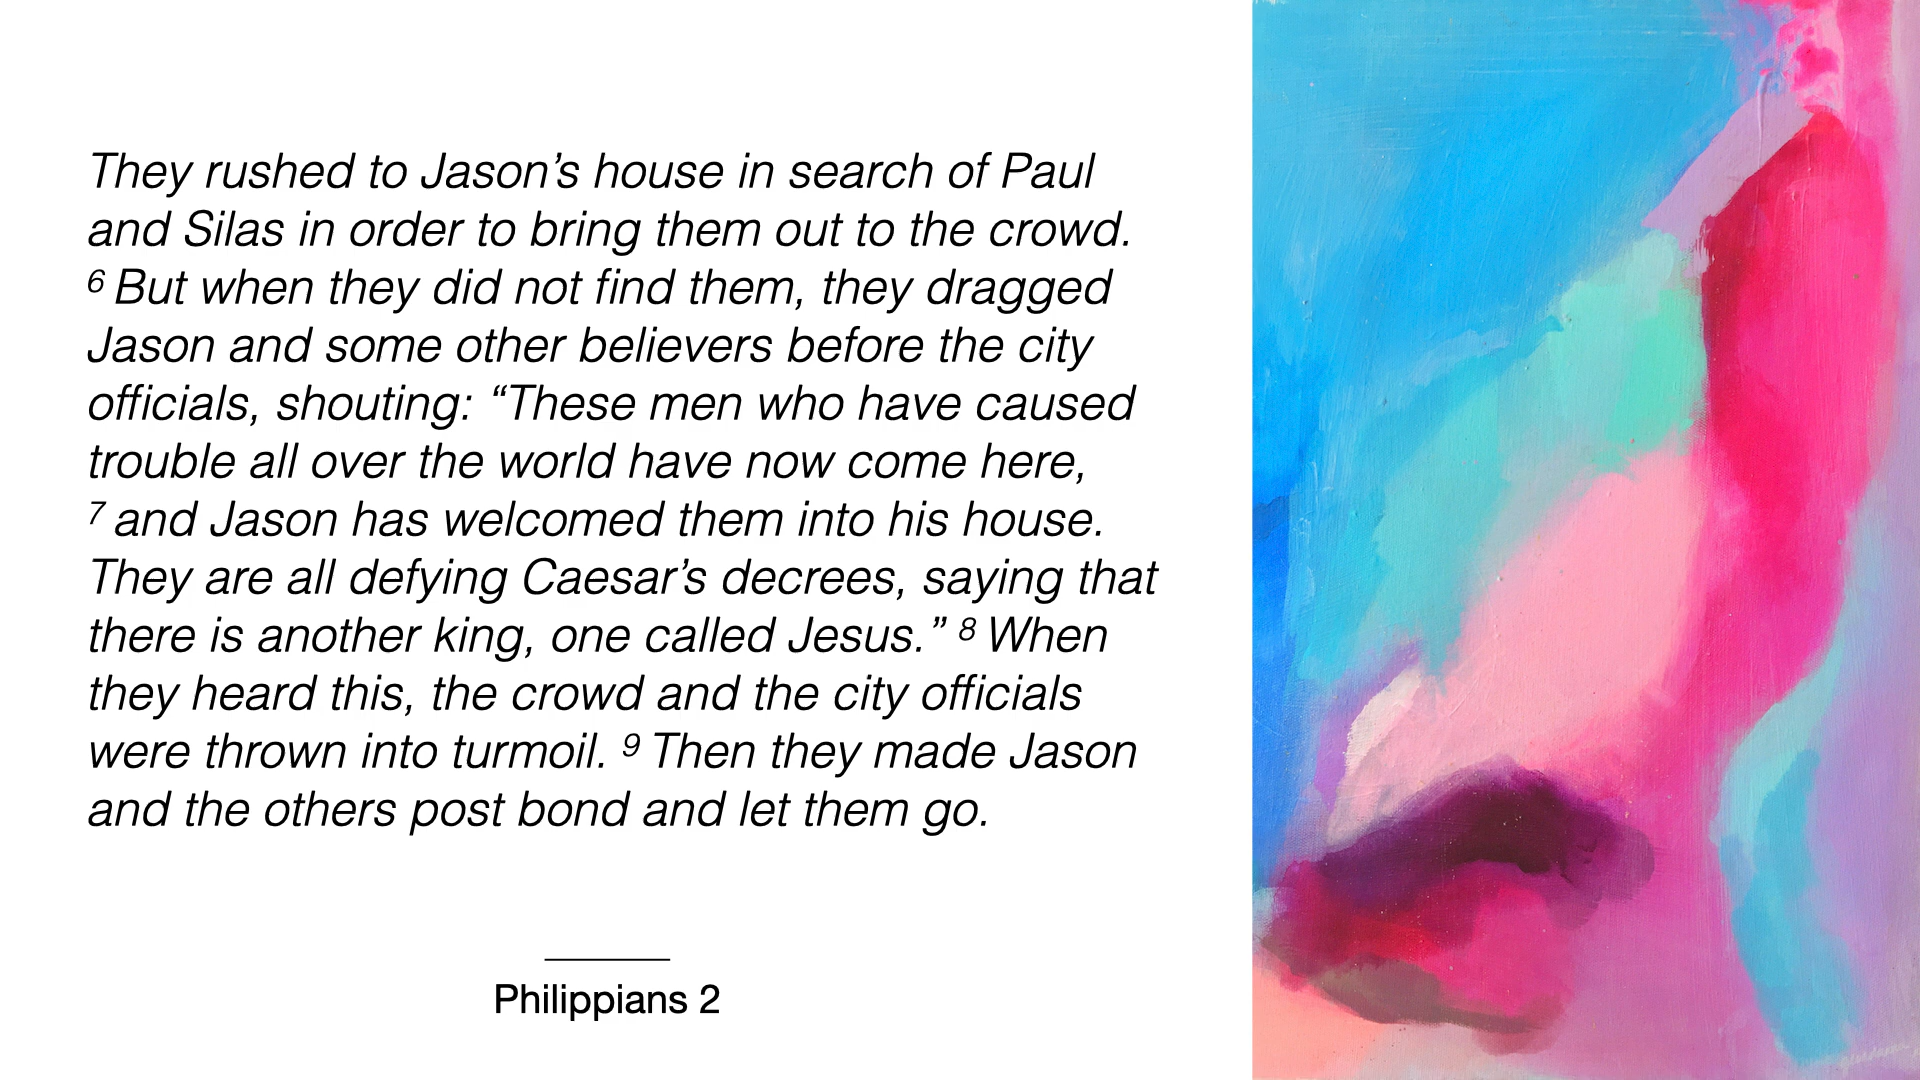 They rushed to Jason’s house in search of Paul
and Silas in order to bring them out to the crowd.
6 But when they did not find them, they dragged
Jason and some other believers before the city
officials, shouting: “These men who have caused
trouble all over the world have now come here,
7 and Jason has welcomed them into his house.
They are all defying Caesar’s decrees, saying that
there is another king, one called Jesus.” 8 When
they heard this, the crowd and the city officials
were thrown into turmoil. 9 Then they made Jason
and the others post bond and let them go.
Philippians 2